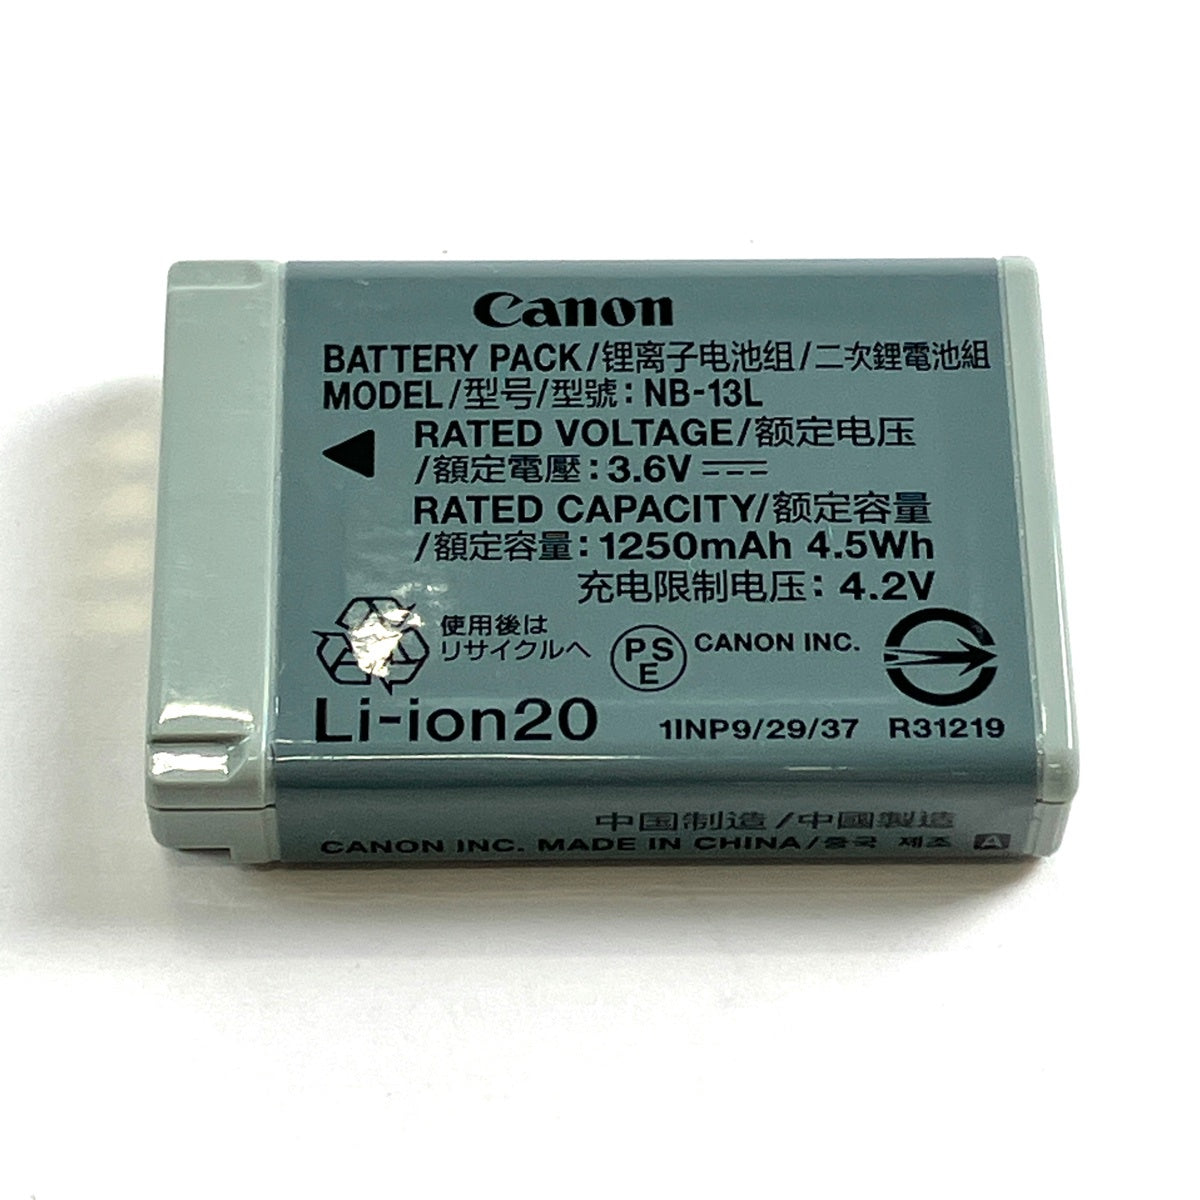 Canon
BATTERY PACK/锂离子电池组/二次鋰電池組
MODEL/型号/型號: NB-13L
RATED VOLTAGE/额定电压
/額定電壓: 3.6V
RATED CAPACITY/额定容量
/額定容量: 1250mAh 4.5Wh
充电限制电压: 4.2V
使用後は
リサイクルへ
PSE
CANON INC.
Li-ion20
1INP9/29/37
R31219
中国制造/中國製造
CANON INC. MADE IN CHINA/중국 제조 A